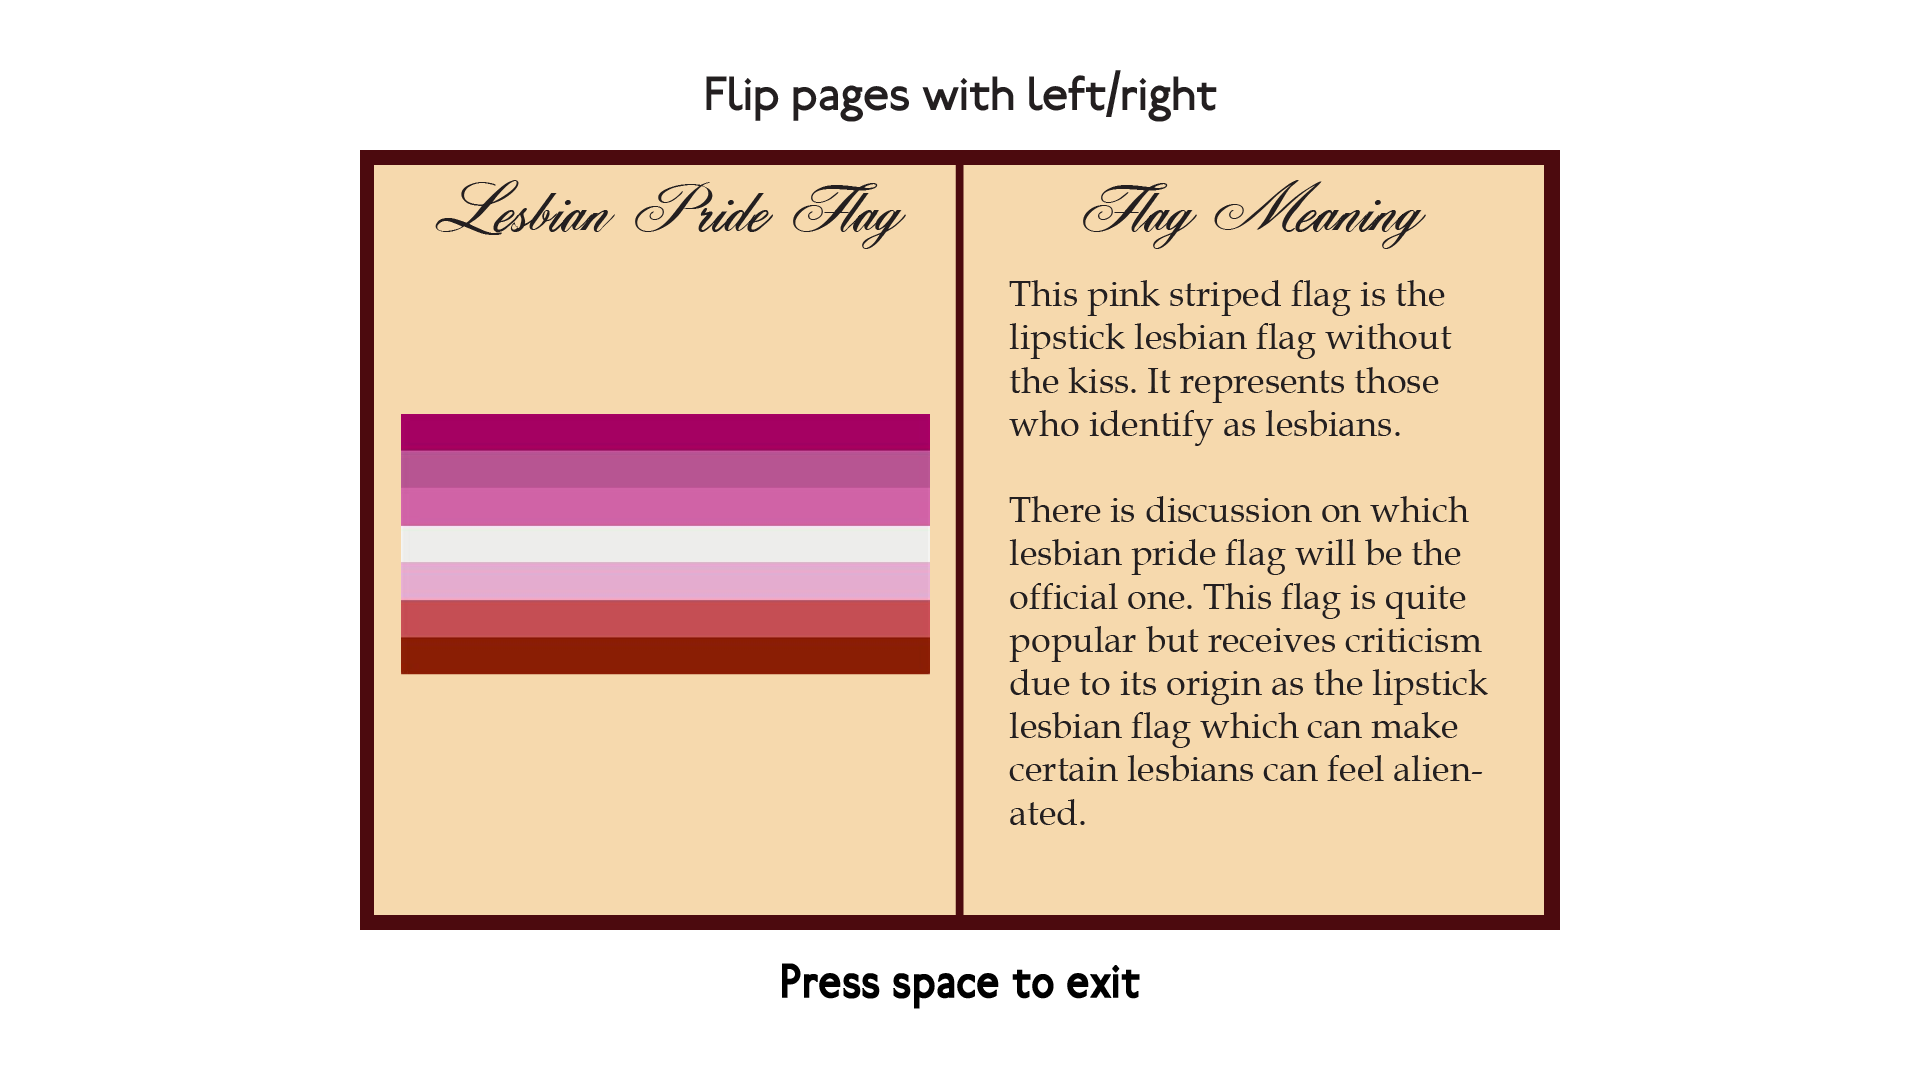 Flip pages with left/right
Lesbian Pride Flag
Flag Meaning
This pink striped flag is the
lipstick lesbian flag without
the kiss. It represents those
who identify as lesbians.
There is discussion on which
lesbian pride flag will be the
official one. This flag is quite
popular but receives criticism
due to its origin as the lipstick
lesbian flag which can make
certain lesbians can feel alien-
ated.
Press space to exit